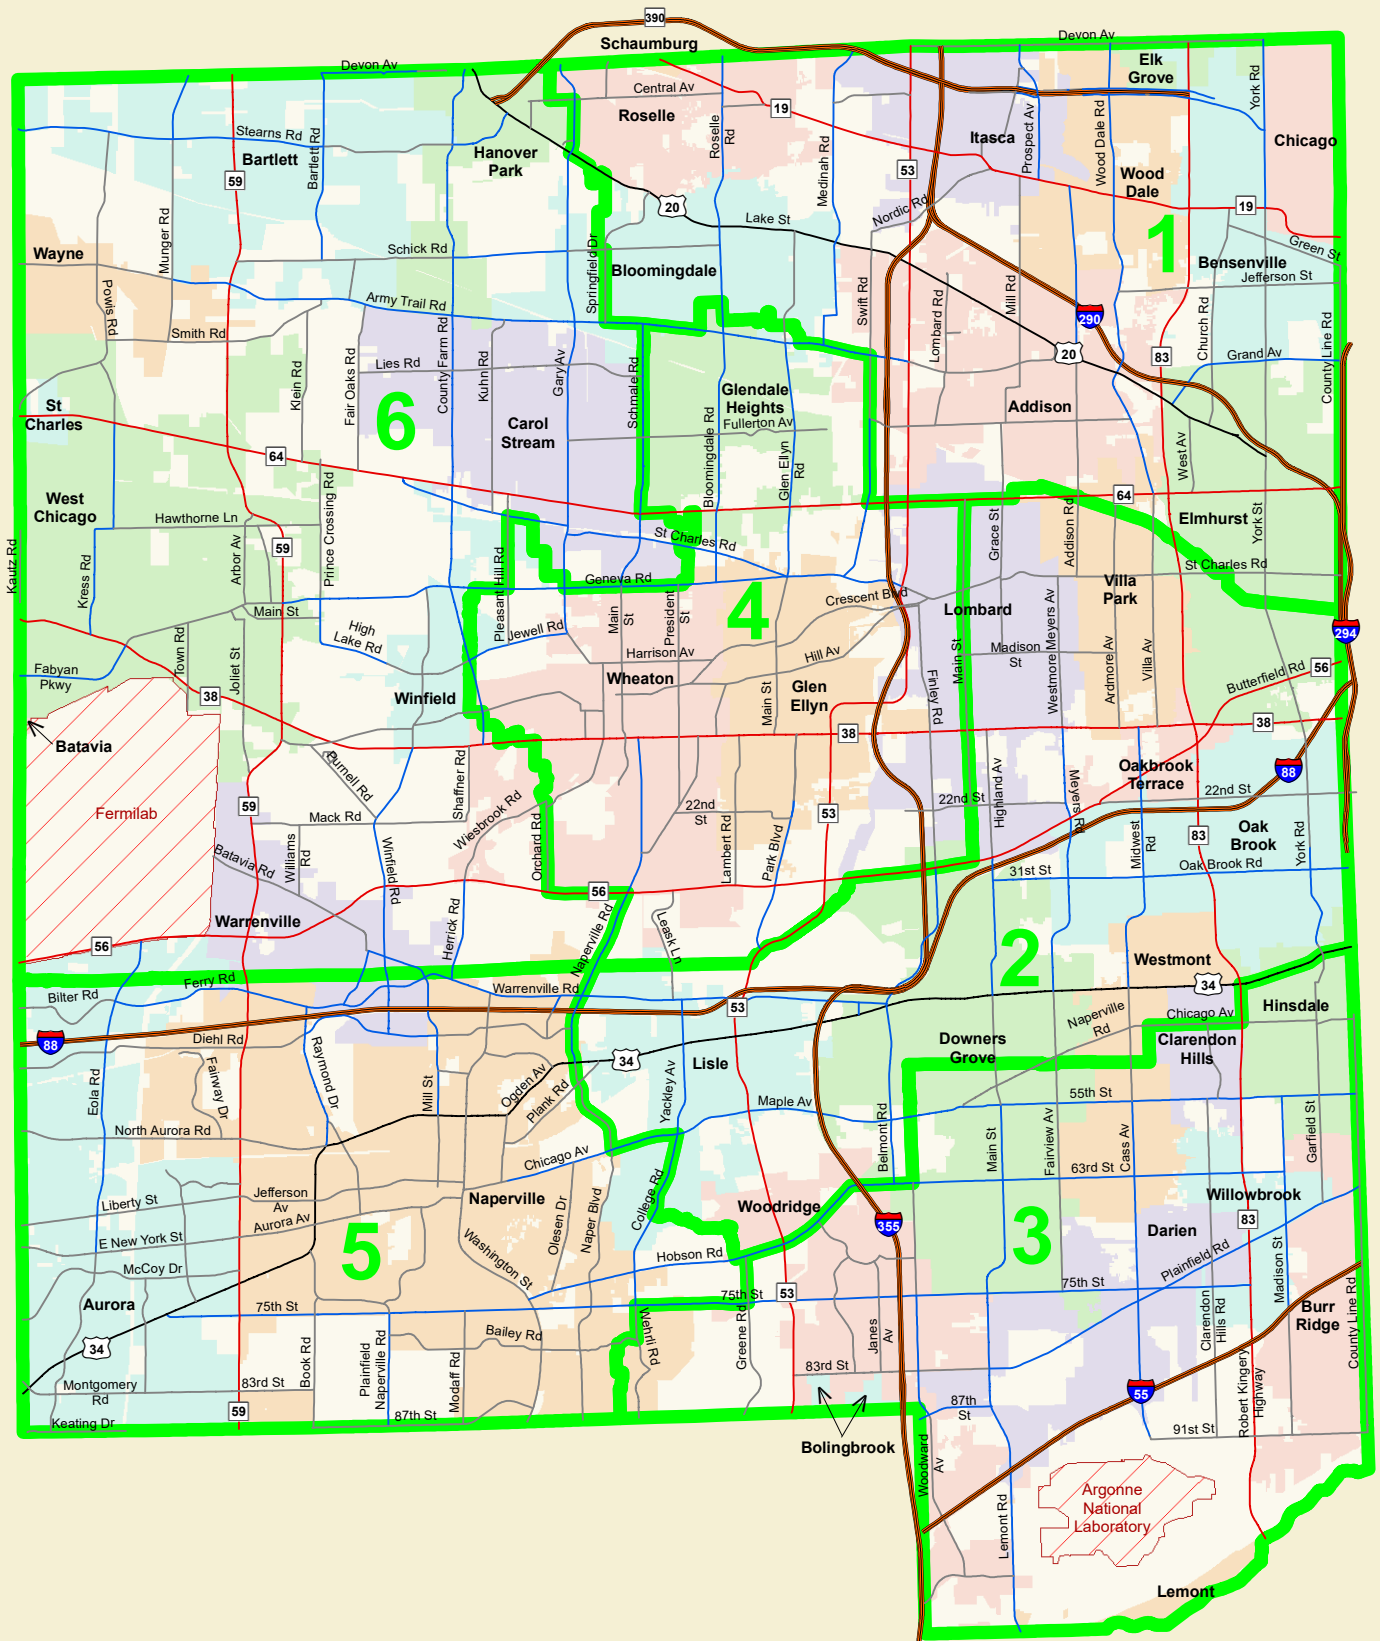 390
Schaumburg
Devon Av
Devon Av
Elk
Grove
York Rd
Central Av
Roselle
Roselle
Rd
19
Medinah Rd
Itasca
Prospect Av
Wood Dale Rd
Chicago
Stearns Rd
Bartlett
Bartlett Rd
59
Hanover
Park
53
Wood
Dale
20
Lake St
Nordic Rd
19
Munger Rd
Wayne
Schick Rd
Springfield Dr
Bloomingdale
1
Bensenville
Green St
Jefferson St
Powis Rd
Army Trail Rd
Smith Rd
Swift Rd
Lombard Rd
Mill Rd
290
20
83
Church Rd
Grand Av
County Line Rd
Klein Rd
Fair Oaks Rd
Lies Rd
County Farm Rd
Kuhn Rd
Gary Av
Schmale Rd
Bloomingdale Rd
Glendale
Heights
Fullerton Av
Glen Ellyn
Rd
Addison
St
Charles
6
Carol
Stream
64
West Av
West
Chicago
Hawthorne Ln
Prince Crossing Rd
64
Elmhurst
York St
Kautz Rd
Kress Rd
Arbor Av
59
Pleasant Hill Rd
St Charles Rd
Grace St
Addison Rd
St Charles Rd
Geneva Rd
Main St
Main
St
President
St
4
Crescent Blvd
Lombard
Westmore Meyers Av
Villa
Park
294
High
Lake Rd
Jewell Rd
Harrison Av
Hill Av
Main St
Madison
St
Ardmore Av
Villa Av
Butterfield Rd
56
Fabyan
Pkwy
Town Rd
Joliet St
38
Winfield
Wheaton
Main St
Glen
Ellyn
Finley Rd
38
38
Batavia
Purnell Rd
Shaffner Rd
Highland Av
Meyers Rd
Oakbrook
Terrace
88
Fermilab
59
Mack Rd
Wiesbrook Rd
Orchard Rd
22nd
St
Lambert Rd
Park Blvd
53
22nd St
22nd St
Midwest
Rd
83
Oak
Brook
York Rd
Batavia Rd
Williams
Rd
Winfield Rd
31st St
Oak Brook Rd
56
Warrenville
Herrick Rd
Naperville Rd
Leask Ln
56
2
Westmont
Ferry Rd
Bilter Rd
Warrenville Rd
53
34
Hinsdale
Naperville
Rd
Chicago Av
88
Diehl Rd
34
Lisle
Downers
Grove
Clarendon
Hills
Eola Rd
Fairway Dr
Raymond Dr
Mill St
Ogden Av
Plank Rd
Yackley Av
Maple Av
Belmont Rd
55th St
North Aurora Rd
Chicago Av
Main St
Fairview Av
Cass Av
63rd St
Garfield St
Liberty St
Jefferson
Av
Aurora Av
Naperville
Olesen Dr
Naper Blvd
College Rd
Woodridge
355
Willowbrook
83
Darien
3
E New York St
5
Washington St
Hobson Rd
Plainfield Rd
Madison St
McCoy Dr
Aurora
75th St
75th St
53
75th St
Burr
Ridge
34
Bailey Rd
Wehrli Rd
Greene Rd
Janes
Av
Clarendon
Hills Rd
County Line Rd
Book Rd
Plainfield
Naperville Rd
Modaff Rd
83rd St
Montgomery
Rd
83rd St
59
Keating Dr
87th St
87th
St
55
Robert Kingery
Highway
91st St
Bolingbrook
Woodward
Av
Lemont Rd
Argonne
National
Laboratory
Lemont